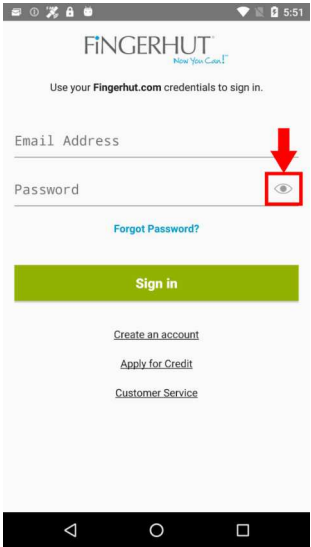 5:51
FiNGERHUT
Now You Can!
Use your Fingerhut.com credentials to sign in.
Email Address
Password
Forgot Password?
Sign in
Create an account
Apply for Credit
Customer Service